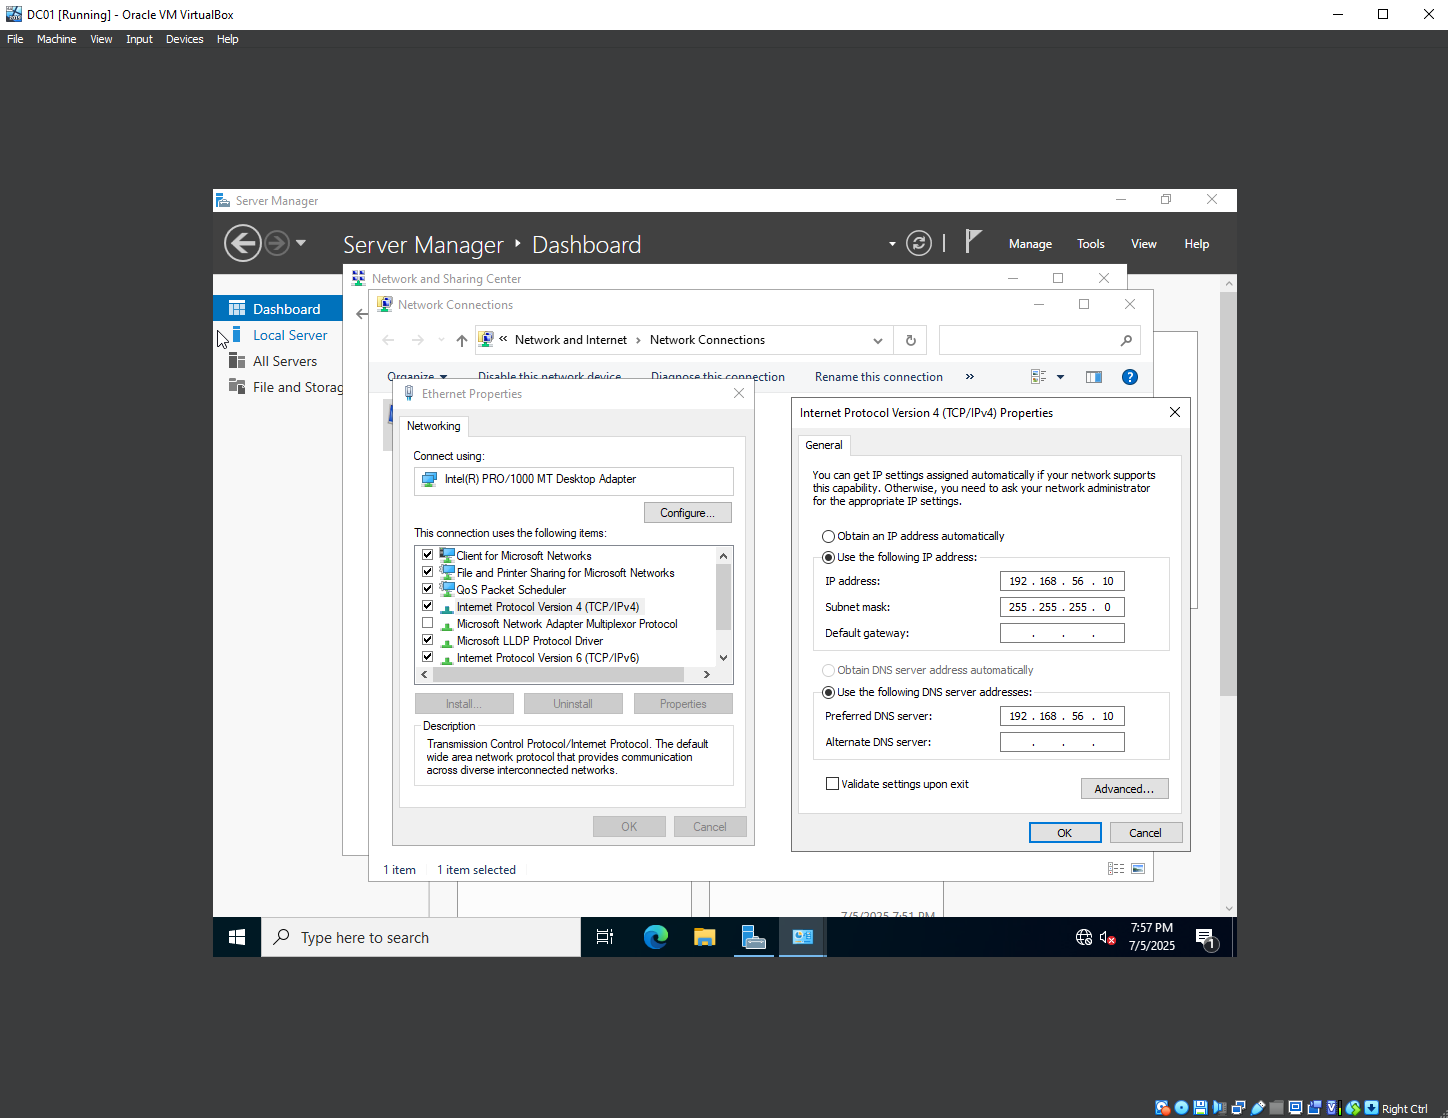 DC01 [Running] - Oracle VM VirtualBox
File Machine View Input Devices Help
Server Manager
Server Manager ‣ Dashboard
Manage Tools View Help
Network and Sharing Center
Network Connections
« Network and Internet › Network Connections
Organize Disable this network device Diagnose this connection Rename this connection »
Dashboard
Local Server
All Servers
File and Storag
Ethernet Properties
Networking
Connect using:
Intel(R) PRO/1000 MT Desktop Adapter
Configure...
This connection uses the following items:
Client for Microsoft Networks
File and Printer Sharing for Microsoft Networks
QoS Packet Scheduler
Internet Protocol Version 4 (TCP/IPv4)
Microsoft Network Adapter Multiplexor Protocol
Microsoft LLDP Protocol Driver
Internet Protocol Version 6 (TCP/IPv6)
Install... Uninstall Properties
Description
Transmission Control Protocol/Internet Protocol. The default
wide area network protocol that provides communication
across diverse interconnected networks.
OK Cancel
Internet Protocol Version 4 (TCP/IPv4) Properties
General
You can get IP settings assigned automatically if your network supports
this capability. Otherwise, you need to ask your network administrator
for the appropriate IP settings.
Obtain an IP address automatically
Use the following IP address:
IP address: 192 . 168 . 56 . 10
Subnet mask: 255 . 255 . 255 . 0
Default gateway: . . .
Obtain DNS server address automatically
Use the following DNS server addresses:
Preferred DNS server: 192 . 168 . 56 . 10
Alternate DNS server: . . .
Validate settings upon exit
Advanced...
OK Cancel
1 item 1 item selected
7/5/2025 7:51 PM
Type here to search
7:57 PM
7/5/2025
1
Right Ctrl